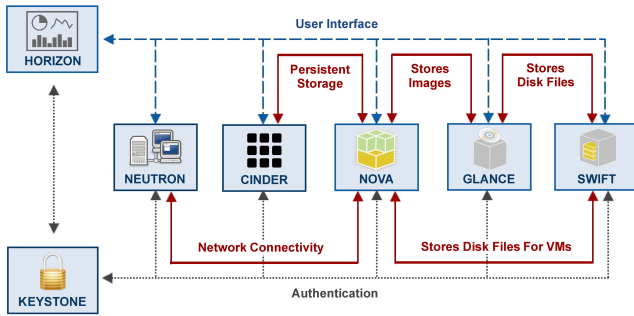 User Interface
HORIZON
Persistent
Storage
Stores
Images
Stores
Disk Files
NEUTRON
CINDER
NOVA
GLANCE
SWIFT
Network Connectivity
Stores Disk Files For VMs
KEYSTONE
Authentication